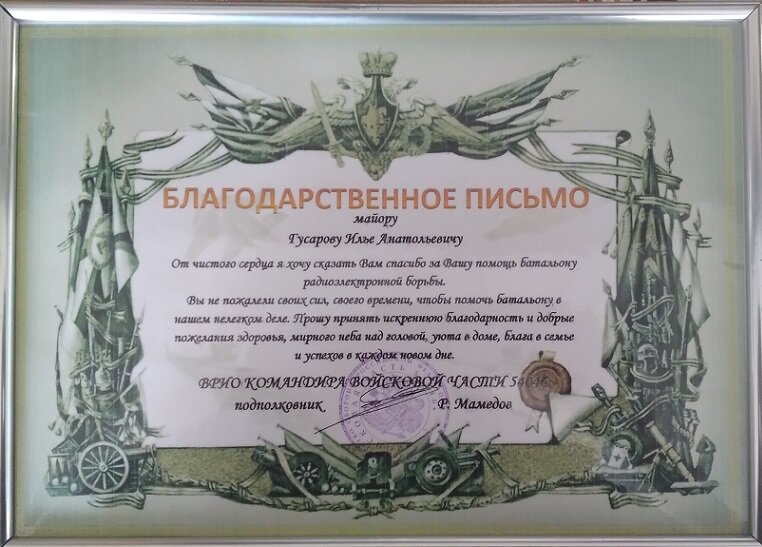 БЛАГОДАРСТВЕННОЕ ПИСЬМО
майору
Гусарову Илье Анатольевичу
От чистого сердца я хочу сказать Вам спасибо за Вашу помощь батальону
радиоэлектронной борьбы.
Вы не пожалели своих сил, своего времени, чтобы помочь батальону в
нашем нелегком деле. Прошу принять искреннюю благодарность и добрые
пожелания здоровья, мирного неба над головой, уюта в доме, блага в семье
и успехов в каждом новом дне.
ВРИО КОМАНДИРА ВОЙСКОВОЙ ЧАСТИ 54046
подполковник Р. Мамедов